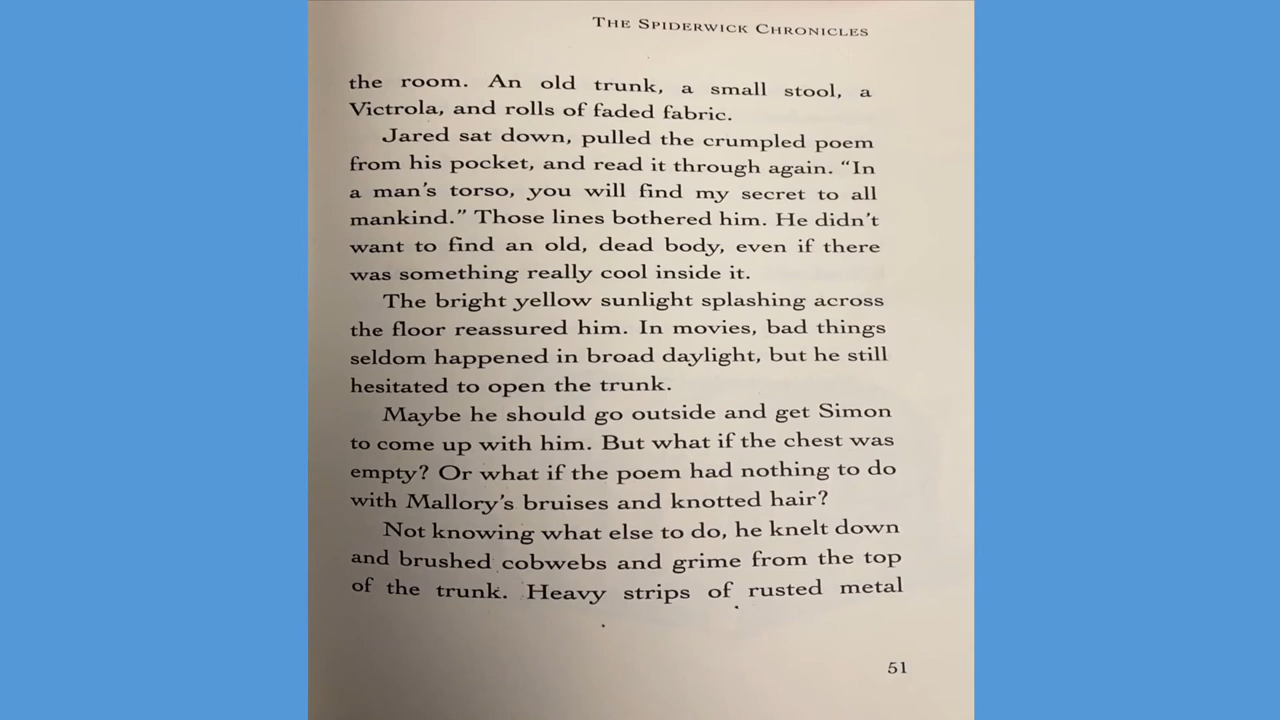 THE SPIDERWICK CHRONICLES
the room. An old trunk, a small stool, a
Victrola, and rolls of faded fabric.
Jared sat down, pulled the crumpled poem
from his pocket, and read it through again. “In
a man’s torso, you will find my secret to all
mankind.” Those lines bothered him. He didn’t
want to find an old, dead body, even if there
was something really cool inside it.
The bright yellow sunlight splashing across
the floor reassured him. In movies, bad things
seldom happened in broad daylight, but he still
hesitated to open the trunk.
Maybe he should go outside and get Simon
to come up with him. But what if the chest was
empty? Or what if the poem had nothing to do
with Mallory’s bruises and knotted hair?
Not knowing what else to do, he knelt down
and brushed cobwebs and grime from the top
of the trunk. Heavy strips of rusted metal
51